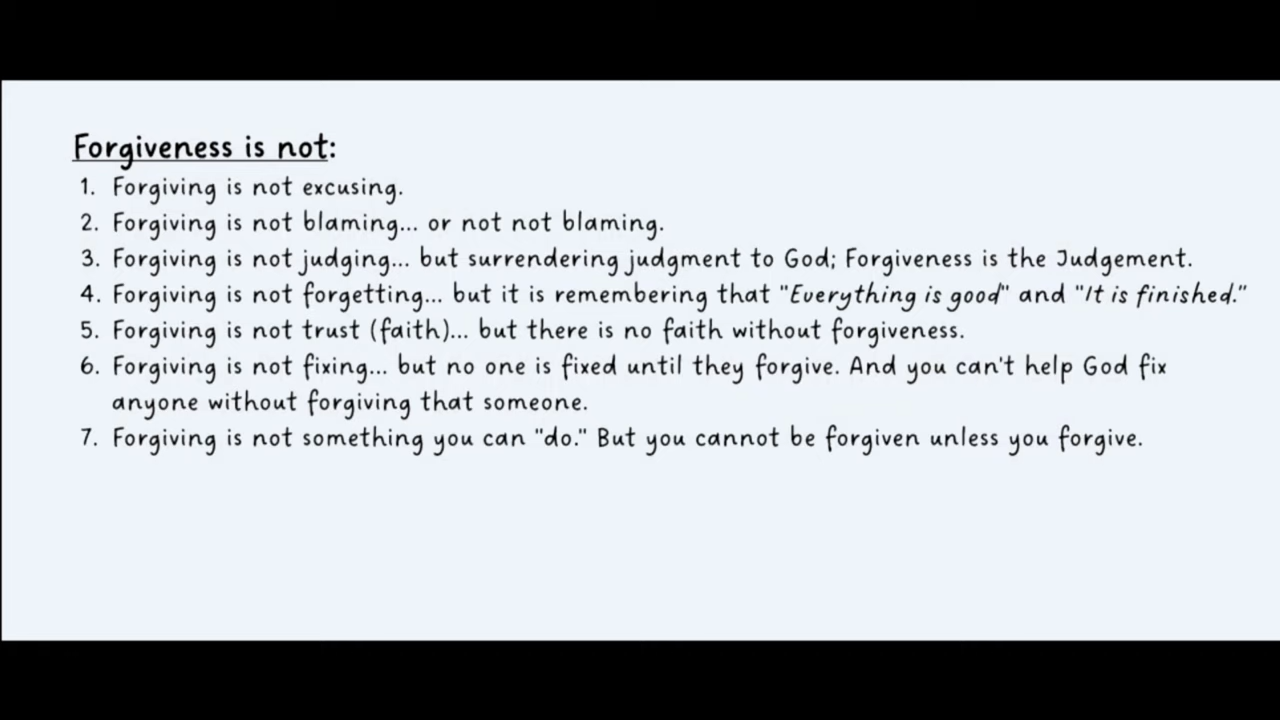 Forgiveness is not:
1. Forgiving is not excusing.
2. Forgiving is not blaming... or not not blaming.
3. Forgiving is not judging... but surrendering judgment to God; Forgiveness is the Judgement.
4. Forgiving is not forgetting... but it is remembering that "Everything is good" and "It is finished."
5. Forgiving is not trust (faith)... but there is no faith without forgiveness.
6. Forgiving is not fixing... but no one is fixed until they forgive. And you can't help God fix
anyone without forgiving that someone.
7. Forgiving is not something you can "do." But you cannot be forgiven unless you forgive.